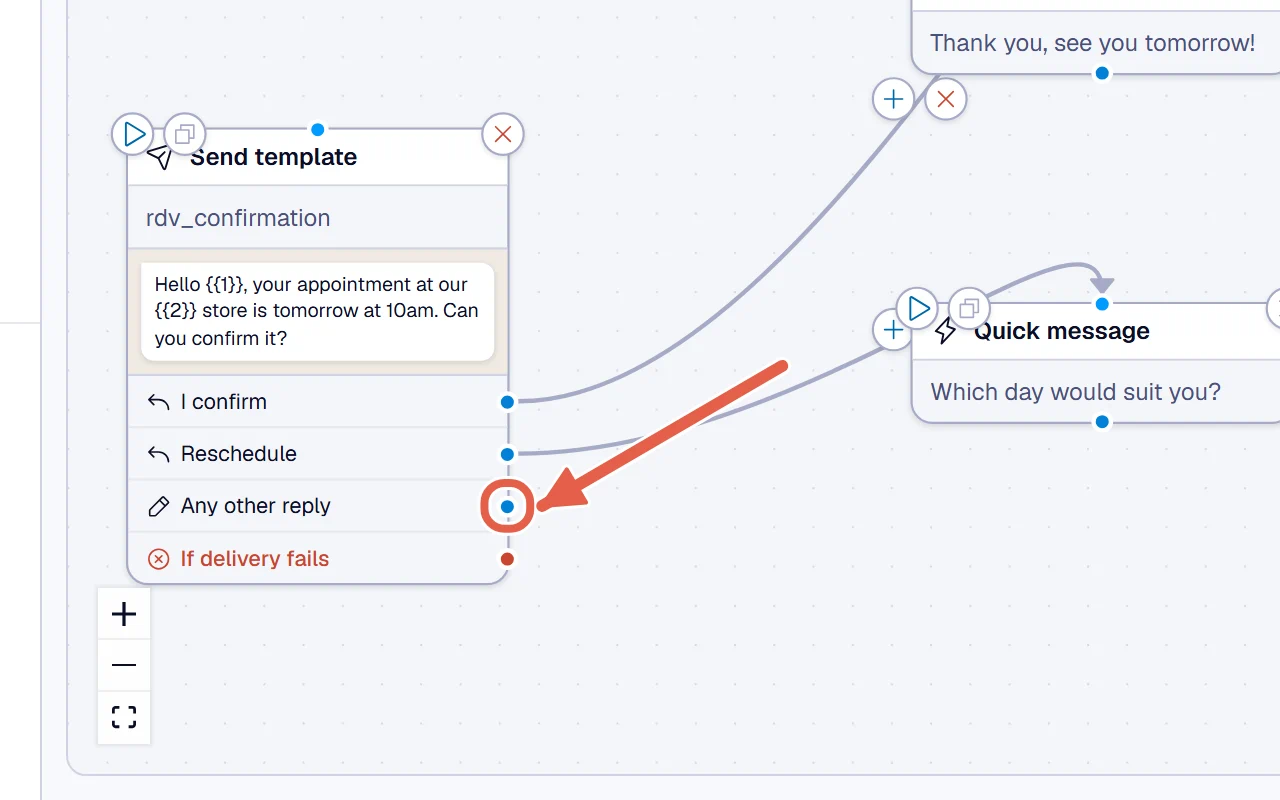 Thank you, see you tomorrow!
Send template
rdv_confirmation
Hello {{1}}, your appointment at our
{{2}} store is tomorrow at 10am. Can
you confirm it?
I confirm
Reschedule
Any other reply
If delivery fails
Quick message
Which day would suit you?